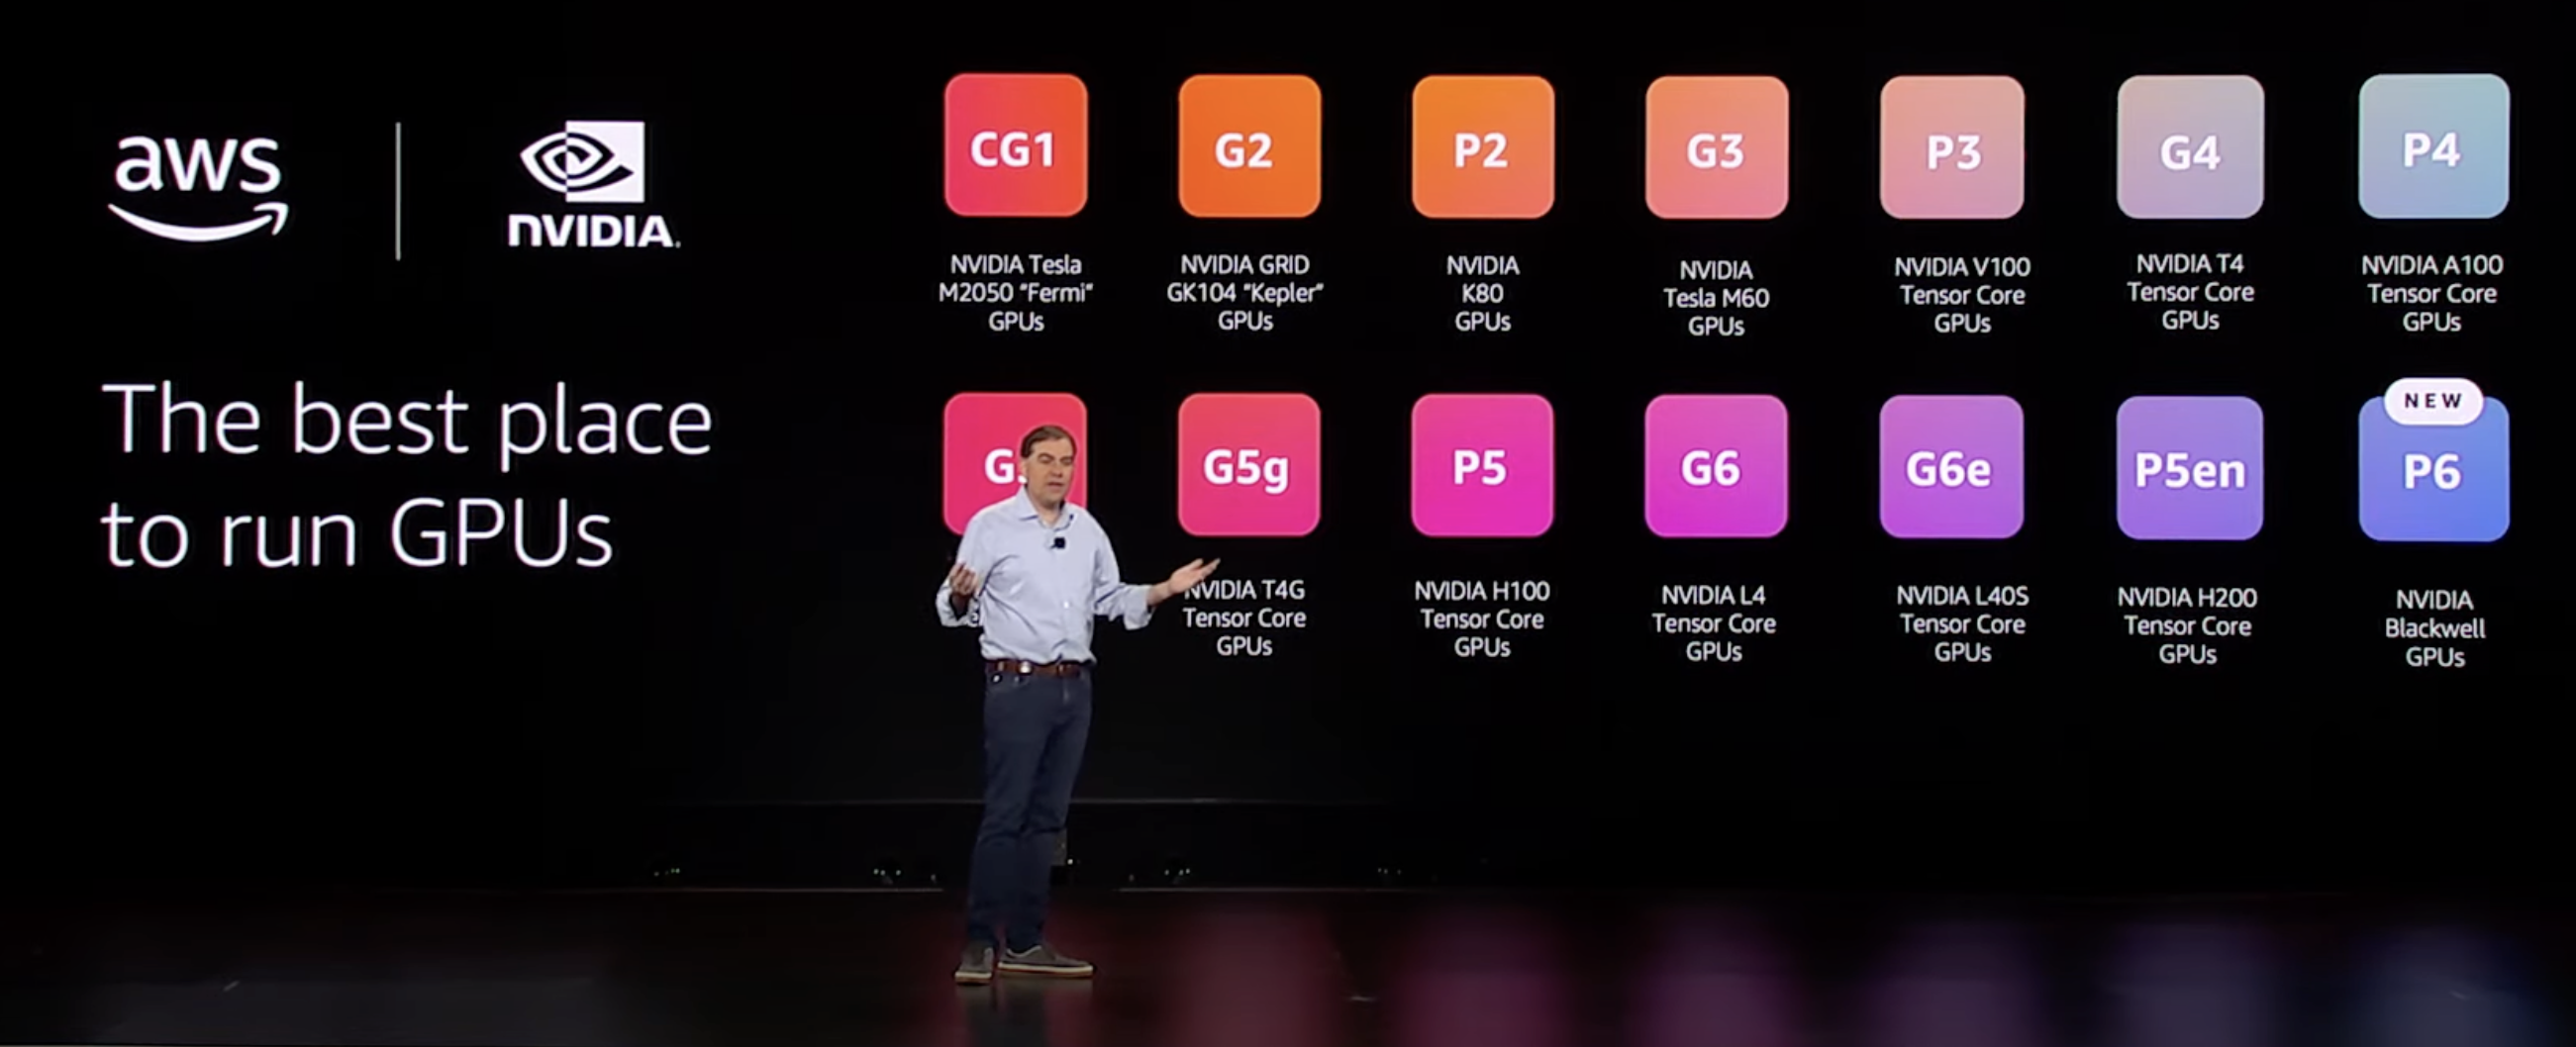 aws
nVIDIA.
The best place
to run GPUs
CG1
NVIDIA Tesla
M2050 "Fermi"
GPUs
G2
NVIDIA GRID
GK104 "Kepler"
GPUs
P2
NVIDIA
K80
GPUs
G3
NVIDIA
Tesla M60
GPUs
P3
NVIDIA V100
Tensor Core
GPUs
G4
NVIDIA T4
Tensor Core
GPUs
P4
NVIDIA A100
Tensor Core
GPUs
G5g
NVIDIA T4G
Tensor Core
GPUs
P5
NVIDIA H100
Tensor Core
GPUs
G6
NVIDIA L4
Tensor Core
GPUs
G6e
NVIDIA L40S
Tensor Core
GPUs
P5en
NVIDIA H200
Tensor Core
GPUs
NEW
P6
NVIDIA
Blackwell
GPUs